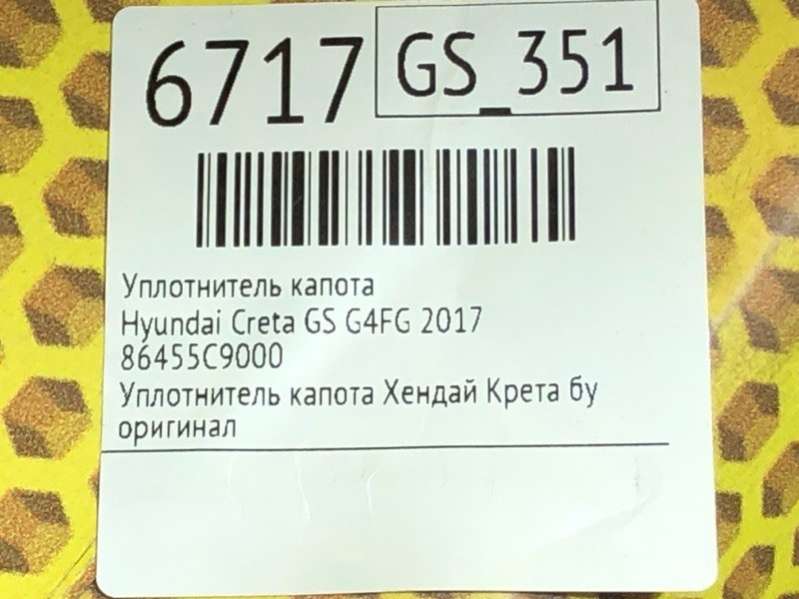 6717 GS_351
Уплотнитель капота
Hyundai Creta GS G4FG 2017
86455C9000
Уплотнитель капота Хендай Крета бу
оригинал